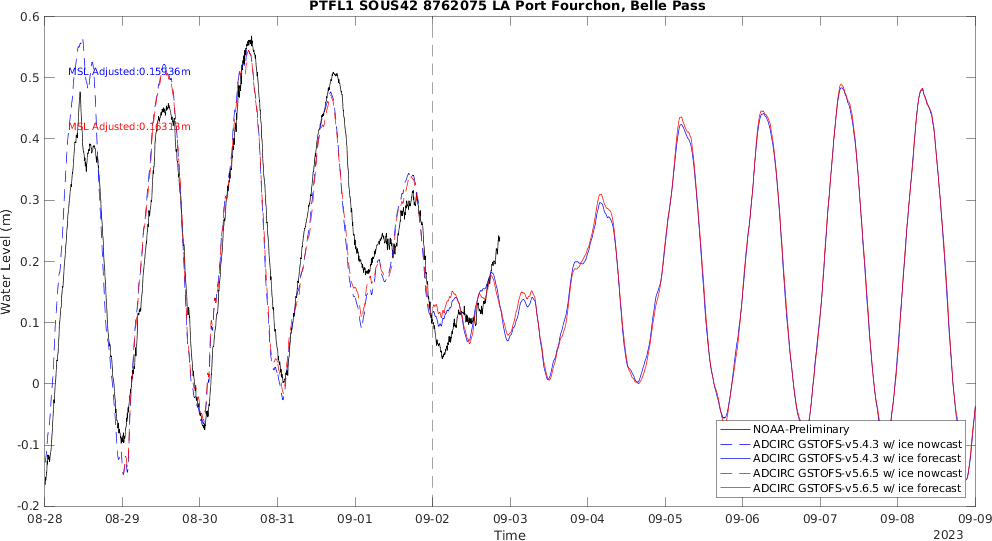 PTFL1 SOUS42 8762075 LA Port Fourchon, Belle Pass
0.6
0.5
0.4
0.3
0.2
0.1
0
-0.1
-0.2
Water Level (m)
MSL Adjusted:0.15936m
MSL Adjusted:0.16313m
NOAA-Preliminary
ADCIRC GSTOFS-v5.4.3 w/ ice nowcast
ADCIRC GSTOFS-v5.4.3 w/ ice forecast
ADCIRC GSTOFS-v5.6.5 w/ ice nowcast
ADCIRC GSTOFS-v5.6.5 w/ ice forecast
08-28 08-29 08-30 08-31 09-01 09-02 09-03 09-04 09-05 09-06 09-07 09-08 09-09
Time
2023